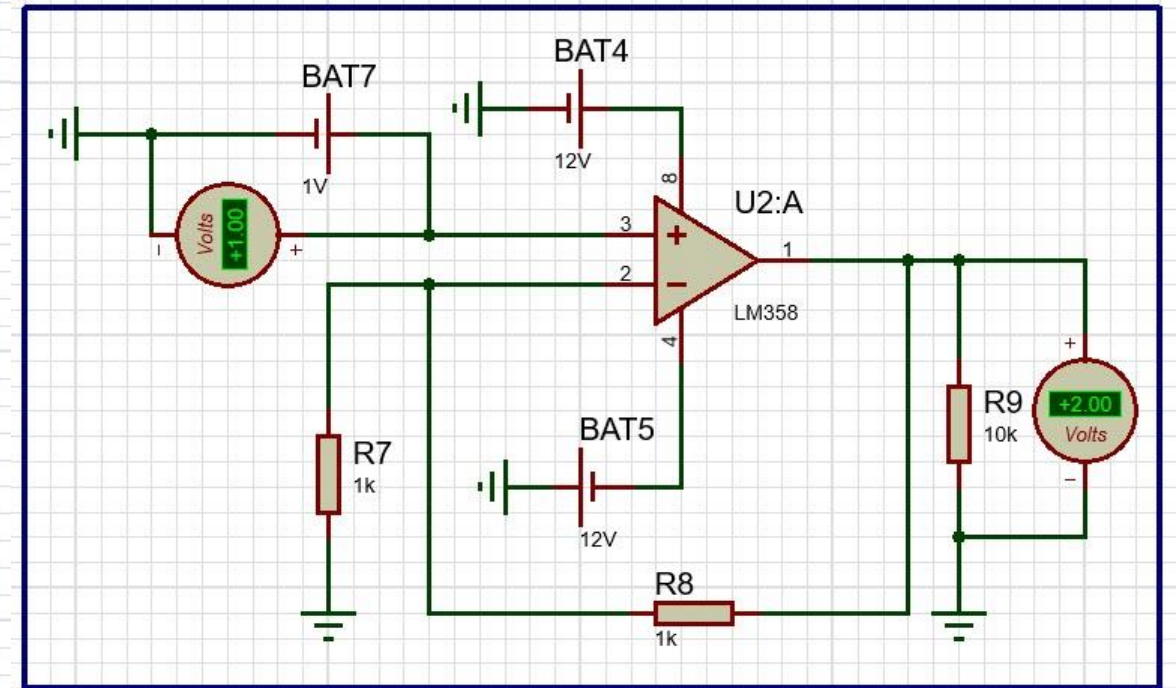 BAT4
BAT7
12V
1V
8
U2:A
Volts
+1.00
3
+
1
+
2
−
LM358
4
+
BAT5
R9
+2.00
10k
Volts
R7
1k
−
12V
R8
1k